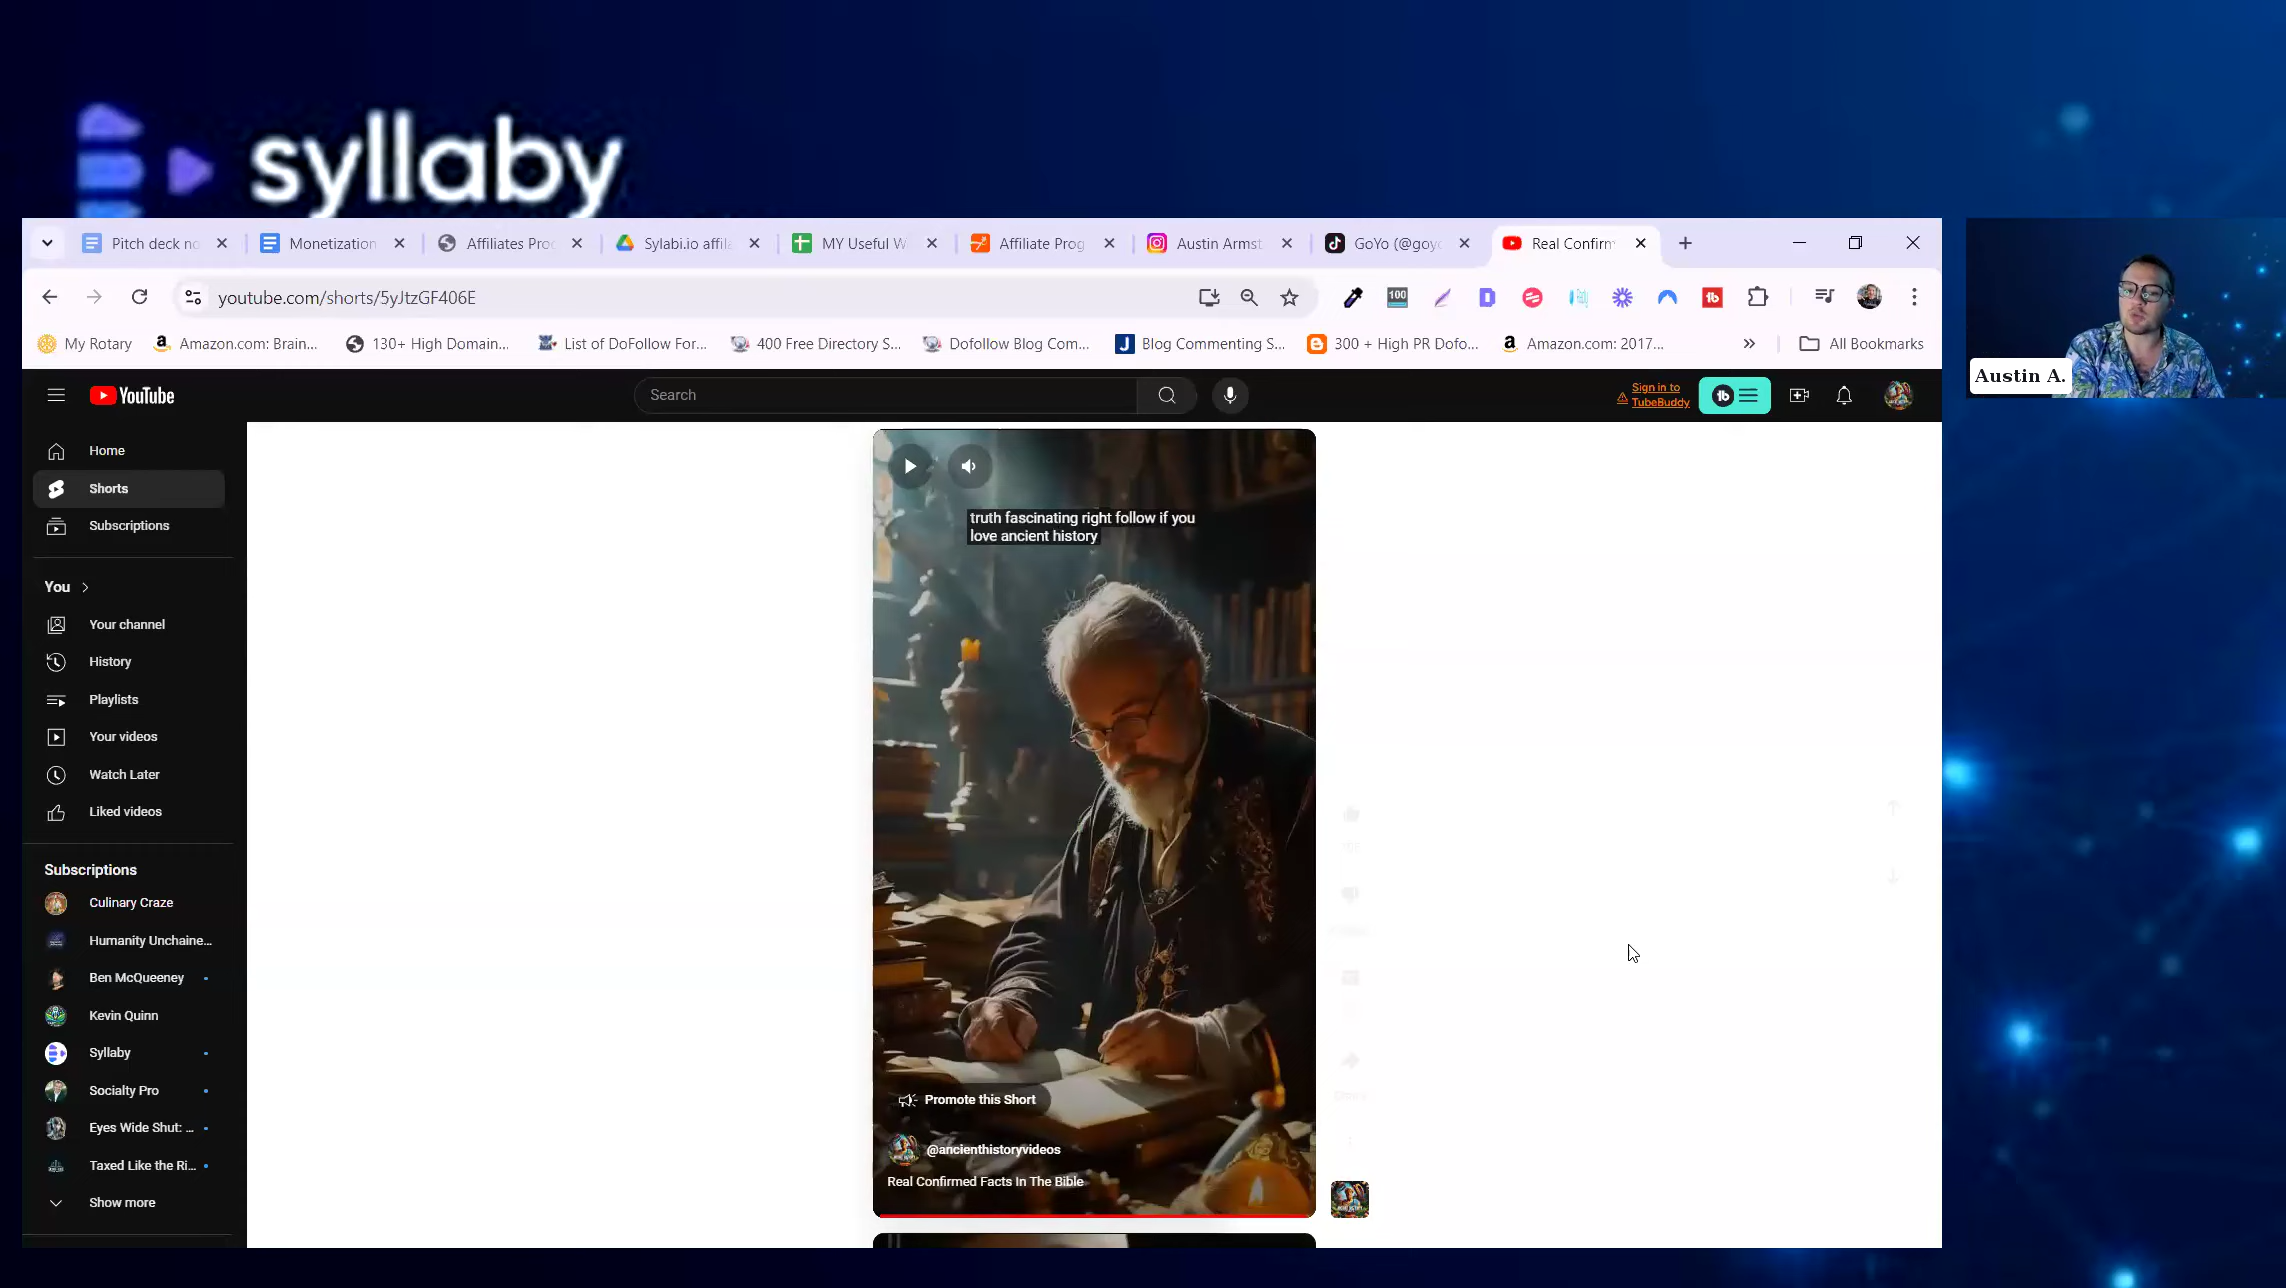 syllaby
Pitch deck no
Monetization
Affiliates Pro
Sylabi.io affili
MY Useful W
Affiliate Prog
Austin Armst
GoYo (@goyo
Real Confirm
youtube.com/shorts/5yJtzGF406E
100
My Rotary
Amazon.com: Brain...
130+ High Domain...
List of DoFollow For...
400 Free Directory S...
Dofollow Blog Com...
Blog Commenting S...
300 + High PR Dofo...
Amazon.com: 2017...
All Bookmarks
YouTube
Search
Sign in to
TubeBuddy
Austin A.
Home
Shorts
Subscriptions
You
Your channel
History
Playlists
Your videos
Watch Later
Liked videos
Subscriptions
Culinary Craze
Humanity Unchaine...
Ben McQueeney
Kevin Quinn
Syllaby
Socialty Pro
Eyes Wide Shut: ...
Taxed Like the Ri...
Show more
truth fascinating right follow if you
love ancient history
Promote this Short
@ancienthistoryvideos
Real Confirmed Facts In The Bible